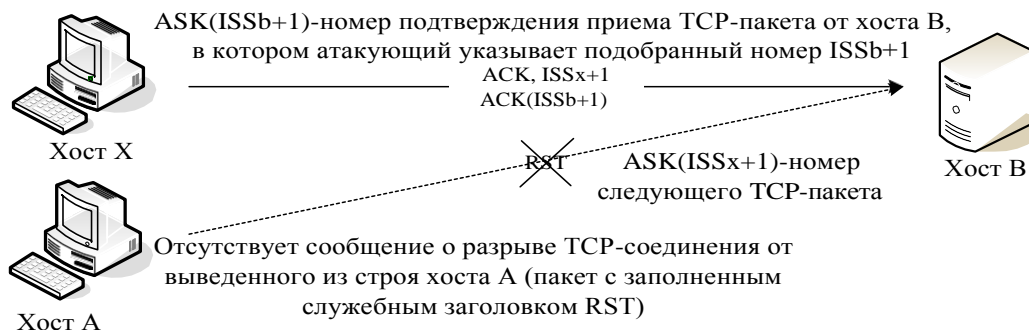 ASK(ISSb+1)-номер подтверждения приема TCP-пакета от хоста B,
в котором атакующий указывает подобранный номер ISSb+1
ACK, ISSx+1
ACK(ISSb+1)
Хост X
Хост B
RST
ASK(ISSx+1)-номер
следующего TCP-пакета
Отсутствует сообщение о разрыве TCP-соединения от
выведенного из строя хоста A (пакет с заполненным
служебным заголовком RST)
Хост A